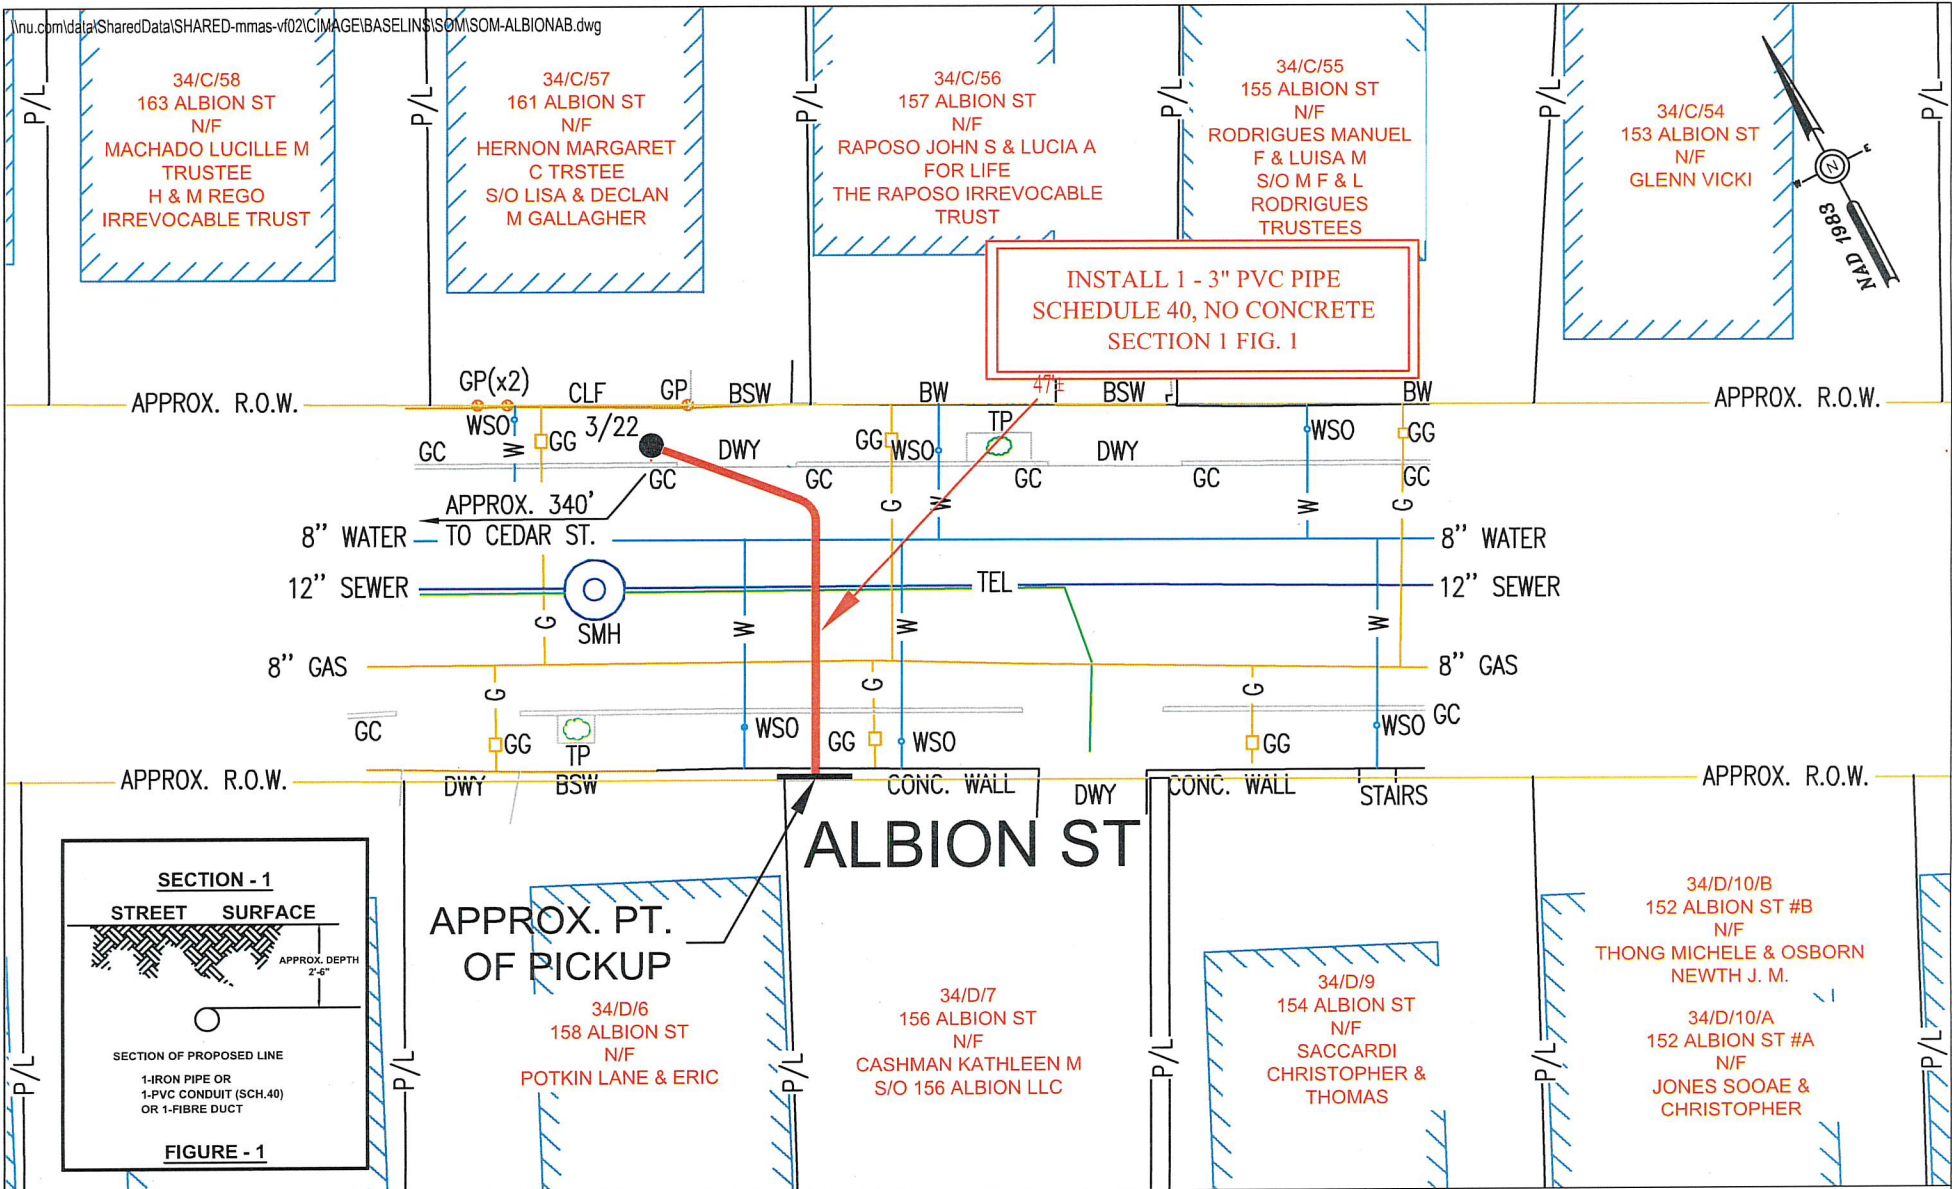 \\nu.com\data\SharedData\SHARED-mmas-vf02\CIMAGE\BASELINS\SOM\SOM-ALBIONAB.dwg
P/L
34/C/58
163 ALBION ST
N/F
MACHADO LUCILLE M
TRUSTEE
H & M REGO
IRREVOCABLE TRUST
P/L
34/C/57
161 ALBION ST
N/F
HERNON MARGARET
C TRSTEE
S/O LISA & DECLAN
M GALLAGHER
P/L
34/C/56
157 ALBION ST
N/F
RAPOSO JOHN S & LUCIA A
FOR LIFE
THE RAPOSO IRREVOCABLE
TRUST
P/L
34/C/55
155 ALBION ST
N/F
RODRIGUES MANUEL
F & LUISA M
S/O M F & L
RODRIGUES
TRUSTEES
P/L
34/C/54
153 ALBION ST
N/F
GLENN VICKI
P/L
E
N
W
NAD 1983
INSTALL 1 - 3" PVC PIPE
SCHEDULE 40, NO CONCRETE
SECTION 1 FIG. 1
47'±
APPROX. R.O.W.
GP(x2)
CLF
GP
BSW
BW
BSW
BW
APPROX. R.O.W.
WSO
GG
3/22
GG
WSO
TP
WSO
GG
GC
W
DWY
DWY
GC
GC
GC
GC
GC
G
W
W
G
APPROX. 340'
TO CEDAR ST.
8" WATER
8" WATER
12" SEWER
TEL
12" SEWER
G
SMH
W
W
W
8" GAS
8" GAS
G
G
G
GC
GG
TP
WSO
GG
WSO
GG
WSO
GC
APPROX. R.O.W.
DWY
BSW
CONC. WALL
DWY
CONC. WALL
STAIRS
APPROX. R.O.W.
ALBION ST
APPROX. PT.
OF PICKUP
SECTION - 1
STREET SURFACE
APPROX. DEPTH
2'-6"
SECTION OF PROPOSED LINE
1-IRON PIPE OR
1-PVC CONDUIT (SCH.40)
OR 1-FIBRE DUCT
FIGURE - 1
P/L
P/L
34/D/6
158 ALBION ST
N/F
POTKIN LANE & ERIC
P/L
34/D/7
156 ALBION ST
N/F
CASHMAN KATHLEEN M
S/O 156 ALBION LLC
P/L
34/D/9
154 ALBION ST
N/F
SACCARDI
CHRISTOPHER &
THOMAS
P/L
34/D/10/B
152 ALBION ST #B
N/F
THONG MICHELE & OSBORN
NEWTH J. M.
34/D/10/A
152 ALBION ST #A
N/F
JONES SOOAE &
CHRISTOPHER
P/L